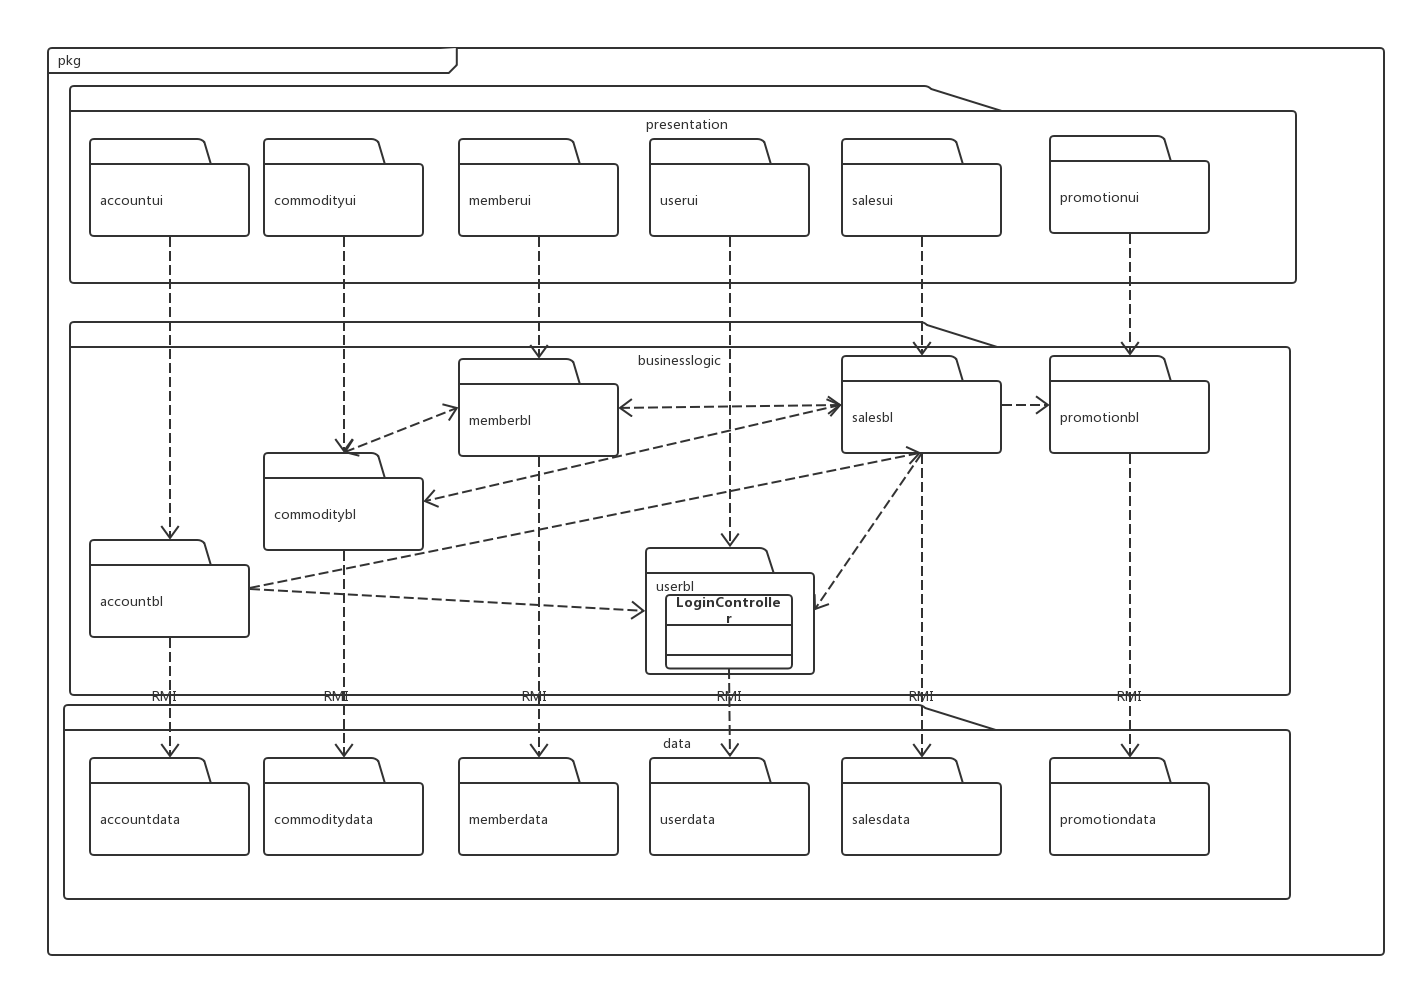 pkg
presentation
accountui
commodityui
memberui
userui
salesui
promotionui
businesslogic
memberbl
salesbl
promotionbl
commoditybl
accountbl
userbl
LoginControlle
r
RMI
RMI
RMI
RMI
RMI
RMI
data
accountdata
commoditydata
memberdata
userdata
salesdata
promotiondata